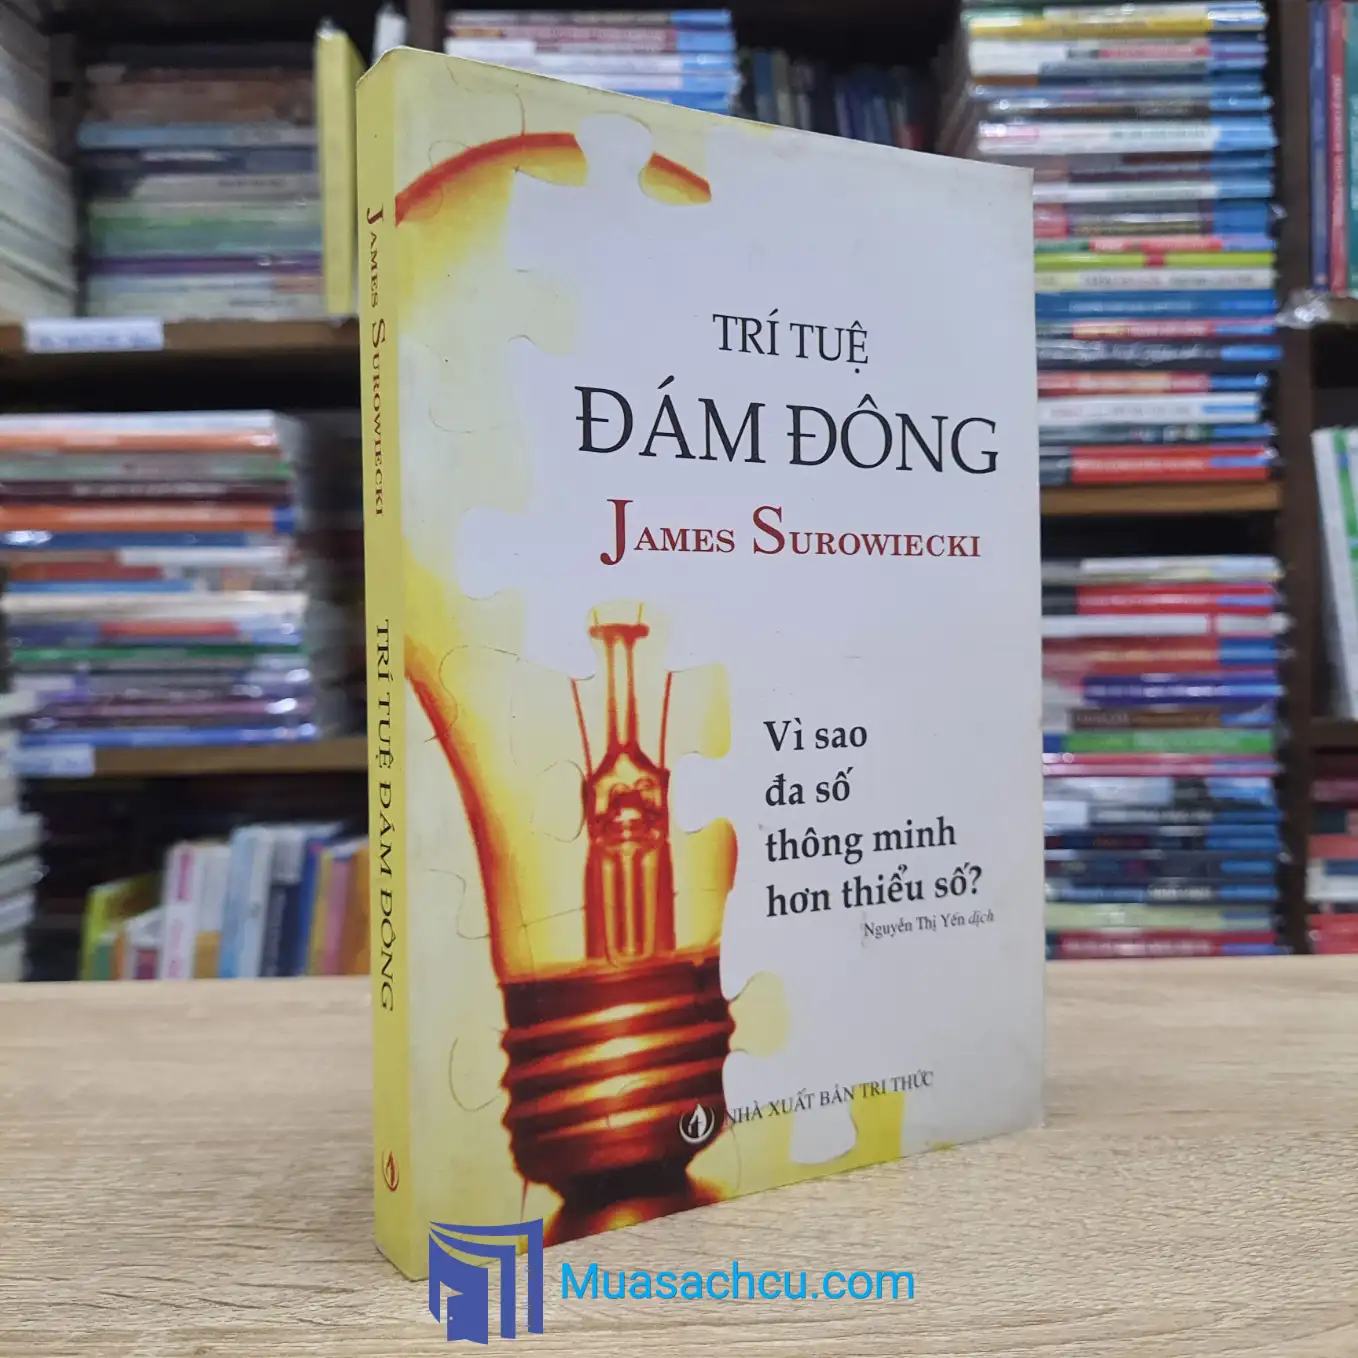 JAMES SUROWIECKI
TRÍ TUỆ ĐÁM ĐÔNG
TRÍ TUỆ
ĐÁM ĐÔNG
JAMES SUROWIECKI
Vì sao
đa số
thông minh
hơn thiểu số?
Nguyễn Thị Yến dịch
NHÀ XUẤT BẢN TRI THỨC
Muasachcu.com